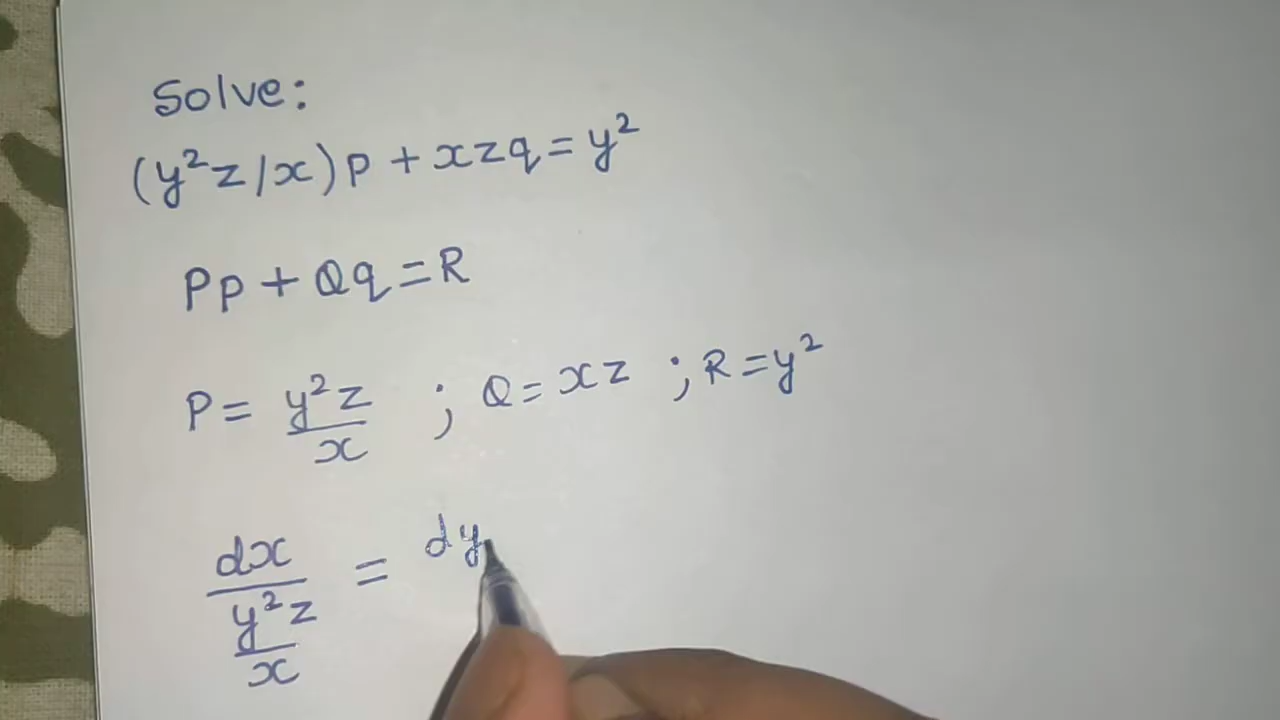 Solve:
(y²z/x)p + xzq = y²
Pp + Qq = R
P = y²z/x ; Q = xz ; R = y²
dx/(y²z/x) = dy